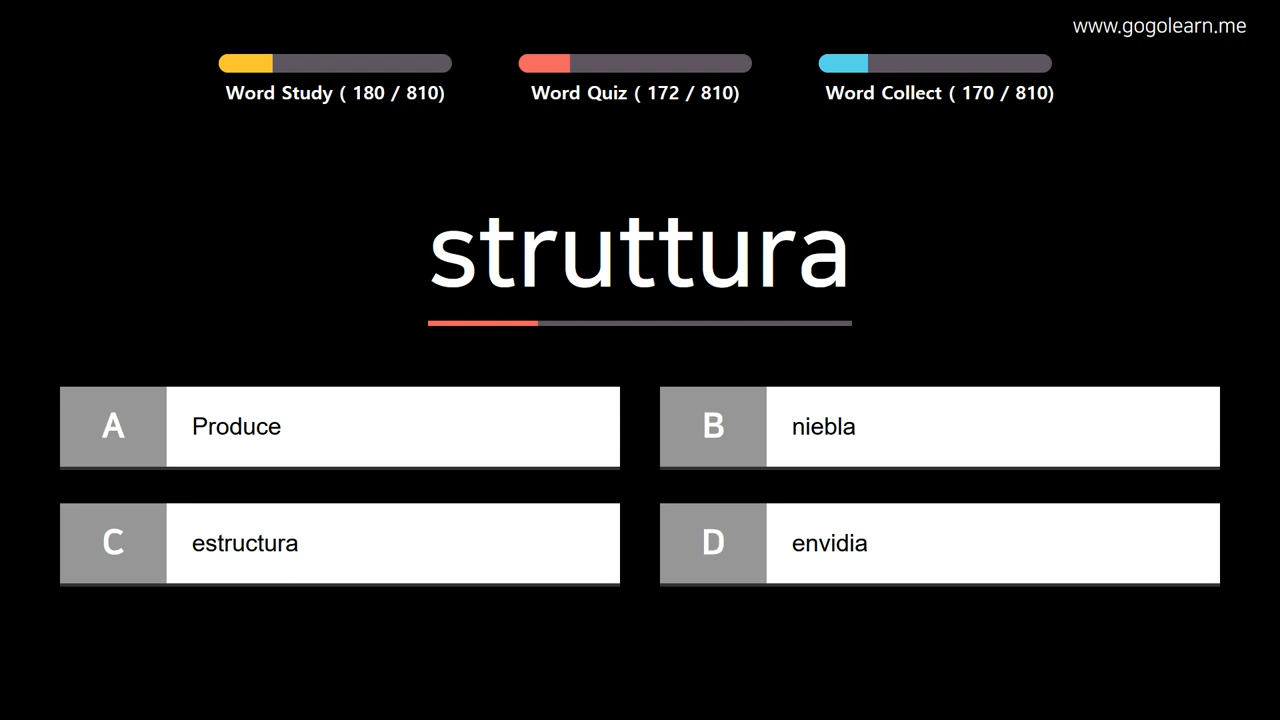 www.gogolearn.me
Word Study ( 180 / 810)
Word Quiz ( 172 / 810)
Word Collect ( 170 / 810)
struttura
A Produce
B niebla
C estructura
D envidia